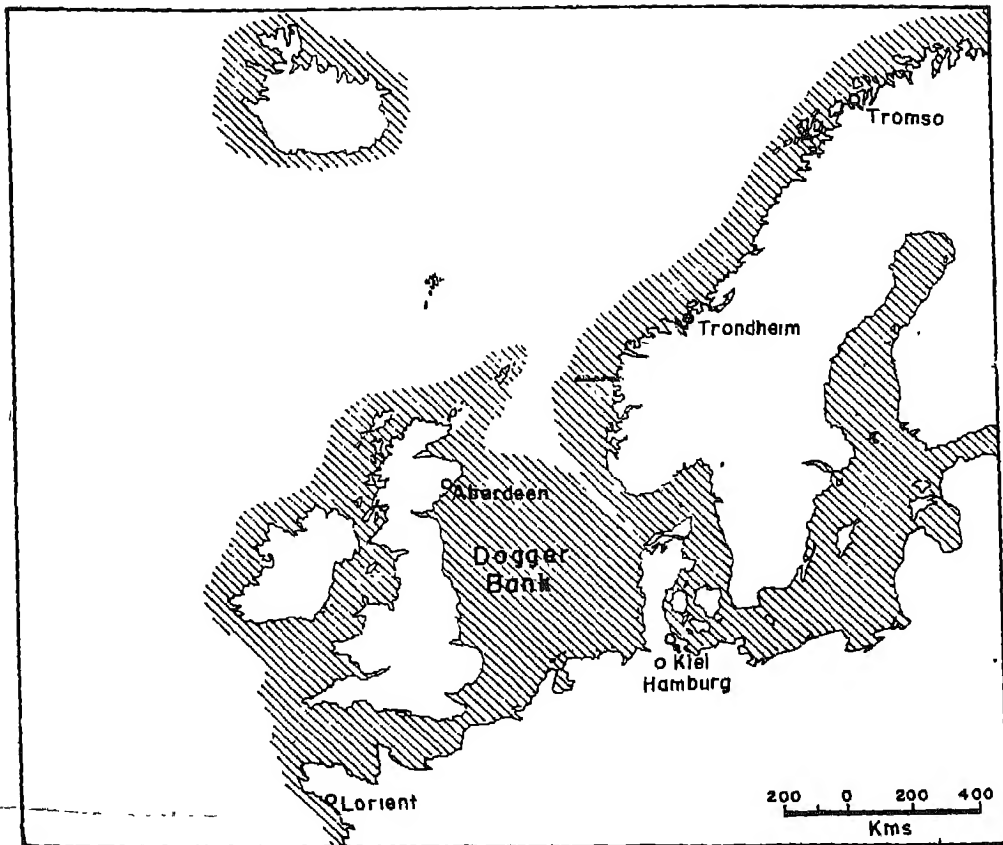 Tromso
Trondheim
Aberdeen
Dogger
Bank
Kiel
Hamburg
Lorient
200 0 200 400
Kms